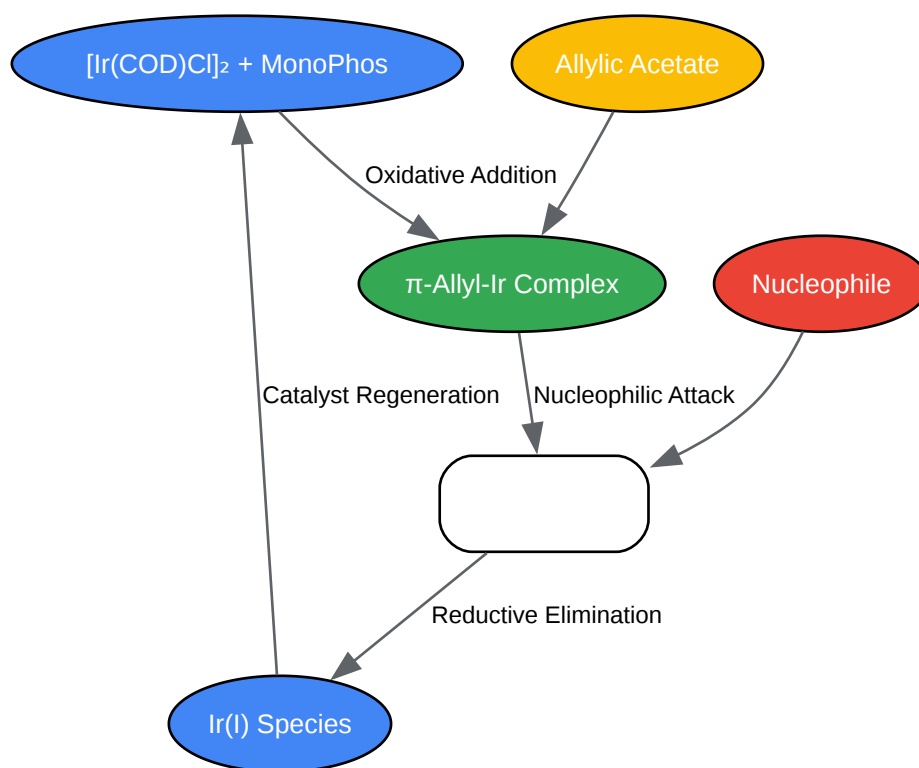 [Ir(COD)Cl]₂ + MonoPhos
Allylic Acetate
Oxidative Addition
π-Allyl-Ir Complex
Nucleophile
Catalyst Regeneration
Nucleophilic Attack
Reductive Elimination
Ir(I) Species